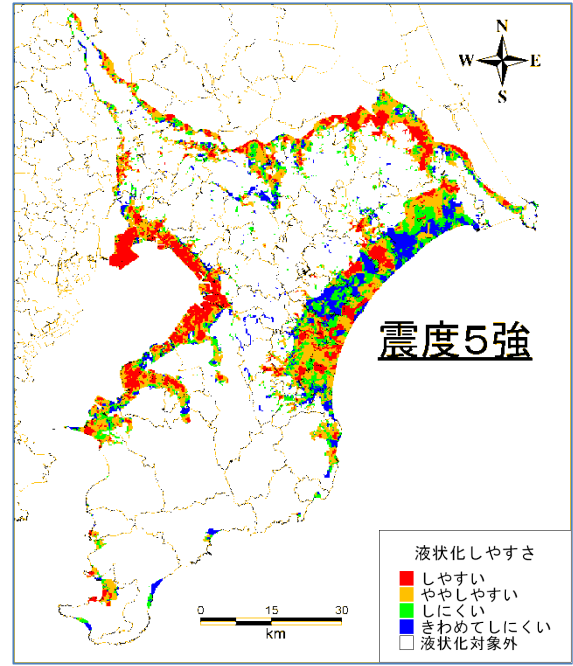 N
W E
S
震度5強
液状化しやすさ
しやすい
ややしやすい
しにくい
きわめてしにくい
液状化対象外
0 15 30
km